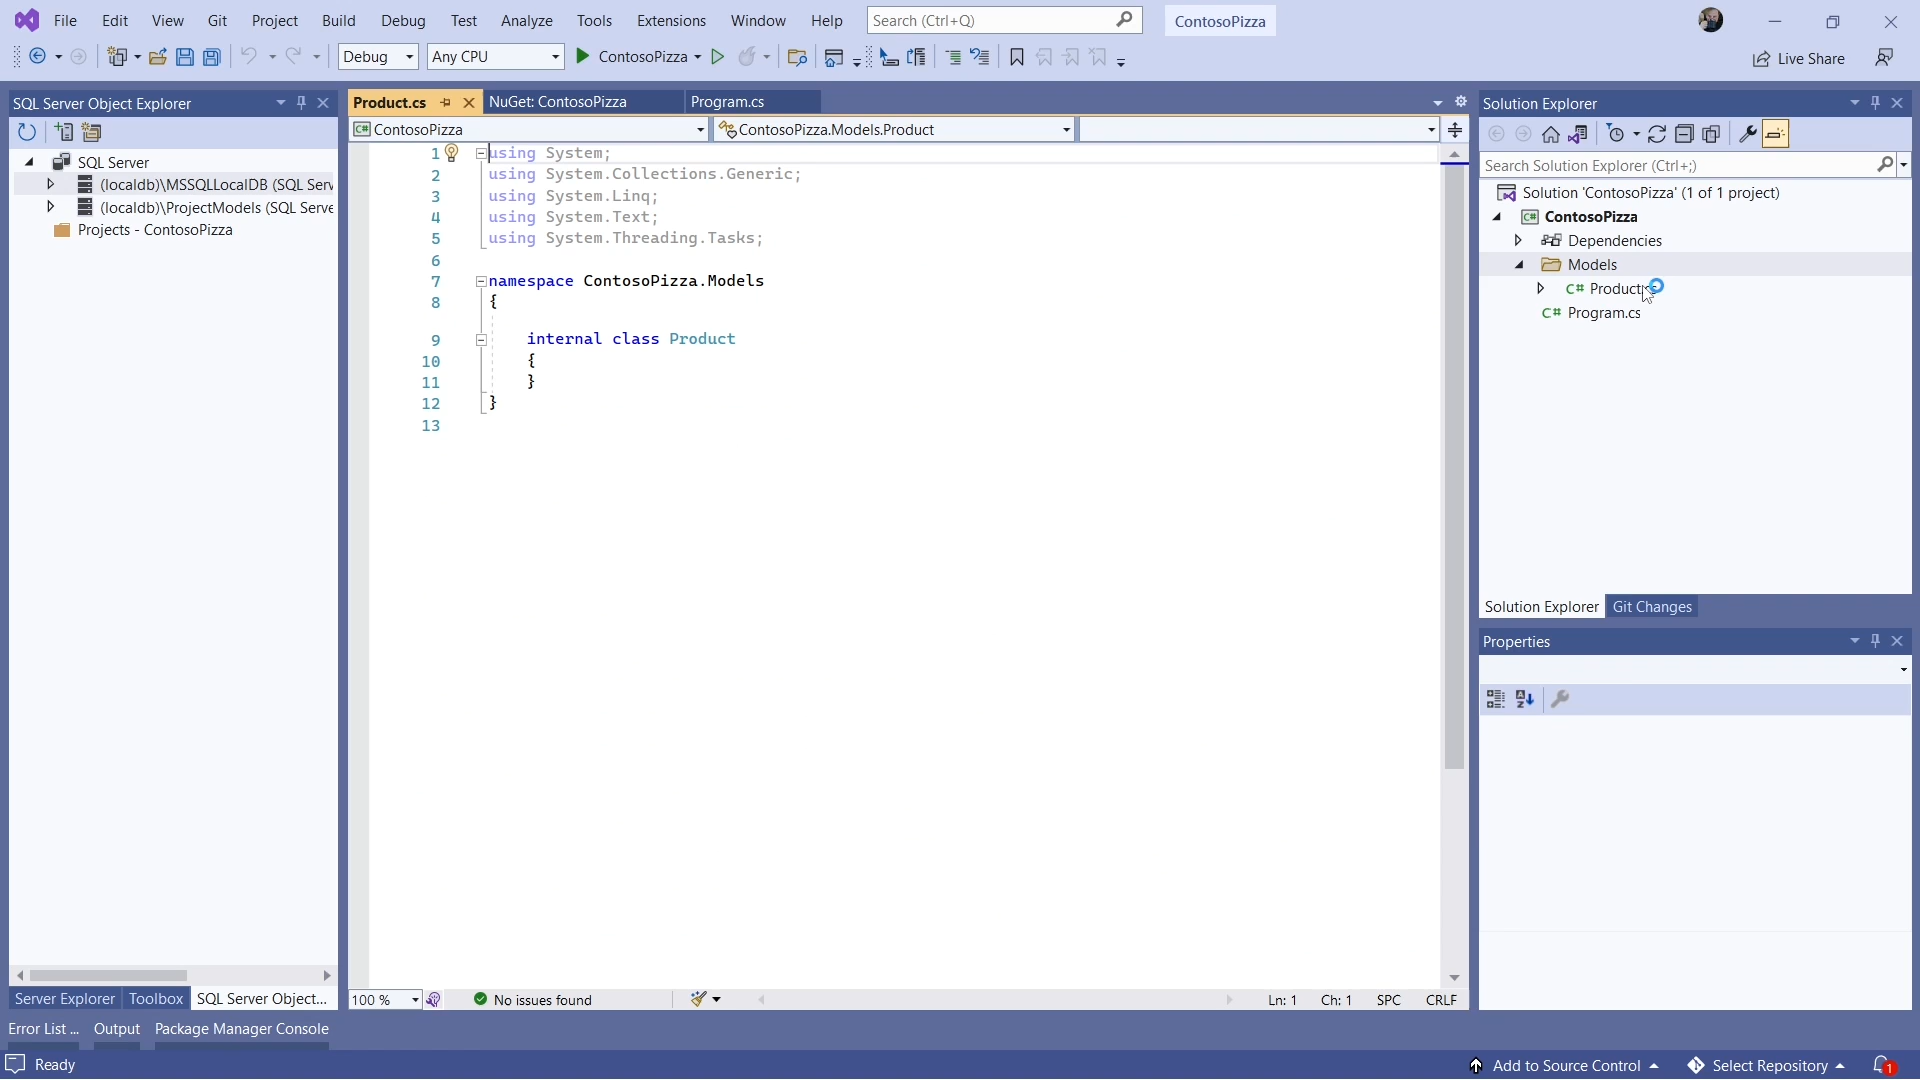 File Edit View Git Project Build Debug Test Analyze Tools Extensions Window Help Search (Ctrl+Q) ContosoPizza
Debug Any CPU ContosoPizza Live Share
SQL Server Object Explorer
SQL Server
(localdb)\MSSQLLocalDB (SQL Serv
(localdb)\ProjectModels (SQL Serve
Projects - ContosoPizza
Server Explorer Toolbox SQL Server Object...
Product.cs NuGet: ContosoPizza Program.cs
C# ContosoPizza ContosoPizza.Models.Product
1 using System;
2 using System.Collections.Generic;
3 using System.Linq;
4 using System.Text;
5 using System.Threading.Tasks;
6
7 namespace ContosoPizza.Models
8 {
9 internal class Product
10 {
11 }
12 }
13
100 % No issues found Ln: 1 Ch: 1 SPC CRLF
Solution Explorer
Search Solution Explorer (Ctrl+;)
Solution 'ContosoPizza' (1 of 1 project)
C# ContosoPizza
Dependencies
Models
C# Product
C# Program.cs
Solution Explorer Git Changes
Properties
Error List ... Output Package Manager Console
Ready Add to Source Control Select Repository 1